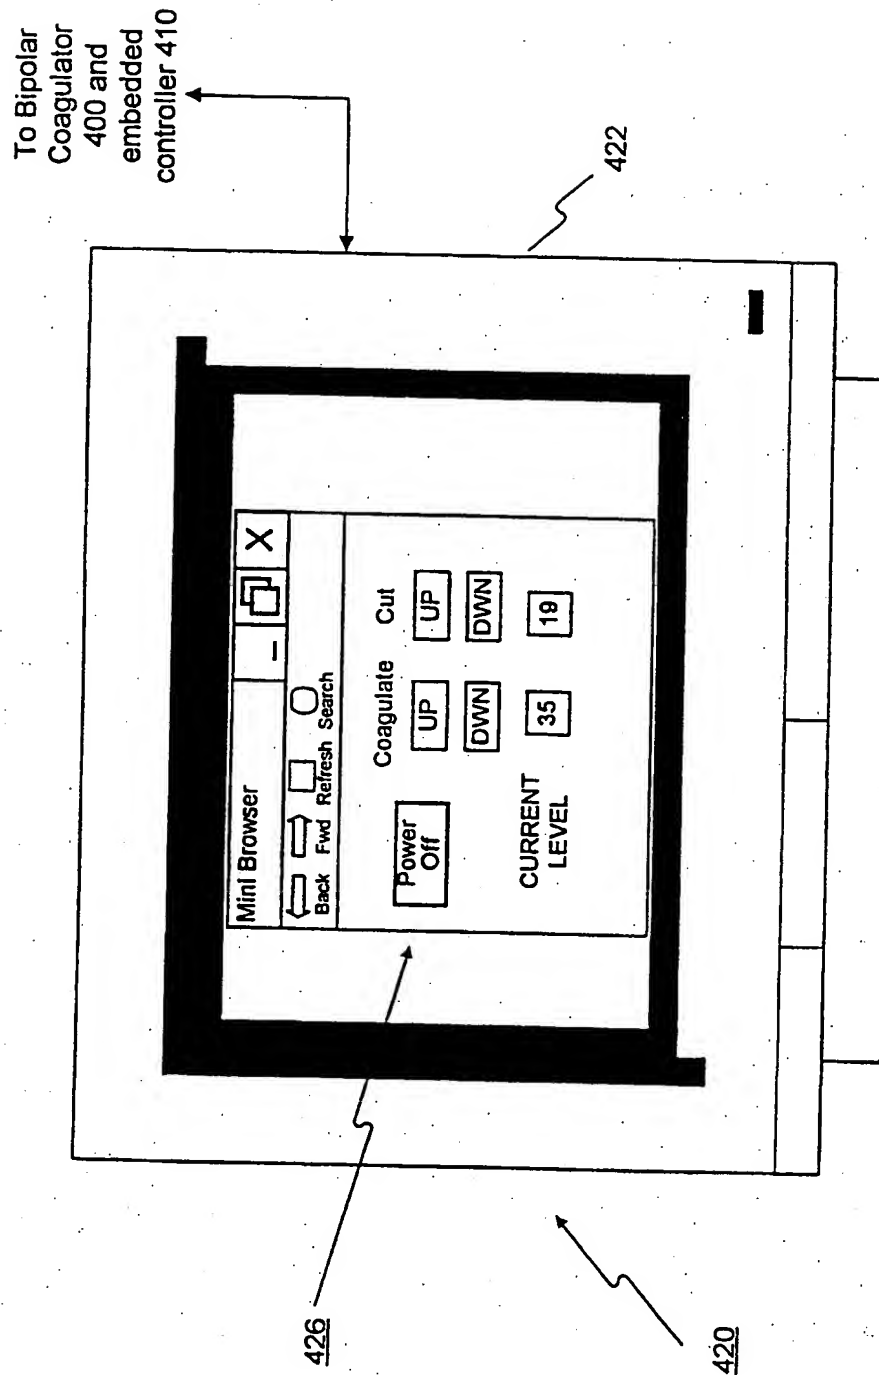 To Bipolar
Coagulator
400 and
embedded
controller 410
422
Mini Browser
_ X
Back Fwd Refresh Search
Power
Off
Coagulate Cut
UP UP
DWN DWN
CURRENT
LEVEL
35 19
426
420